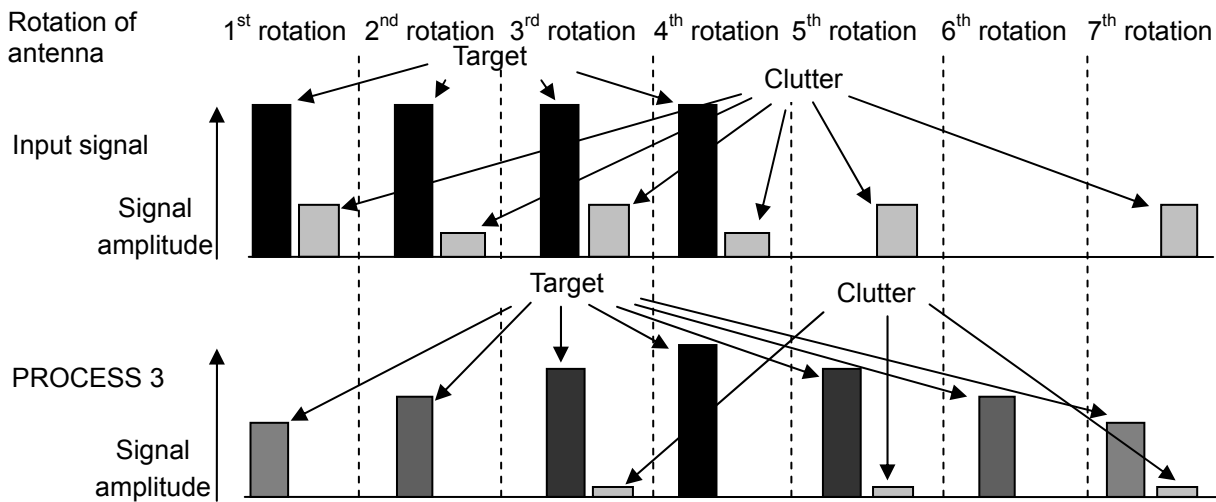 Rotation of
antenna
1st rotation 2nd rotation 3rd rotation 4th rotation 5th rotation 6th rotation 7th rotation
Target
Clutter
Input signal
Signal
amplitude
Target
Clutter
PROCESS 3
Signal
amplitude